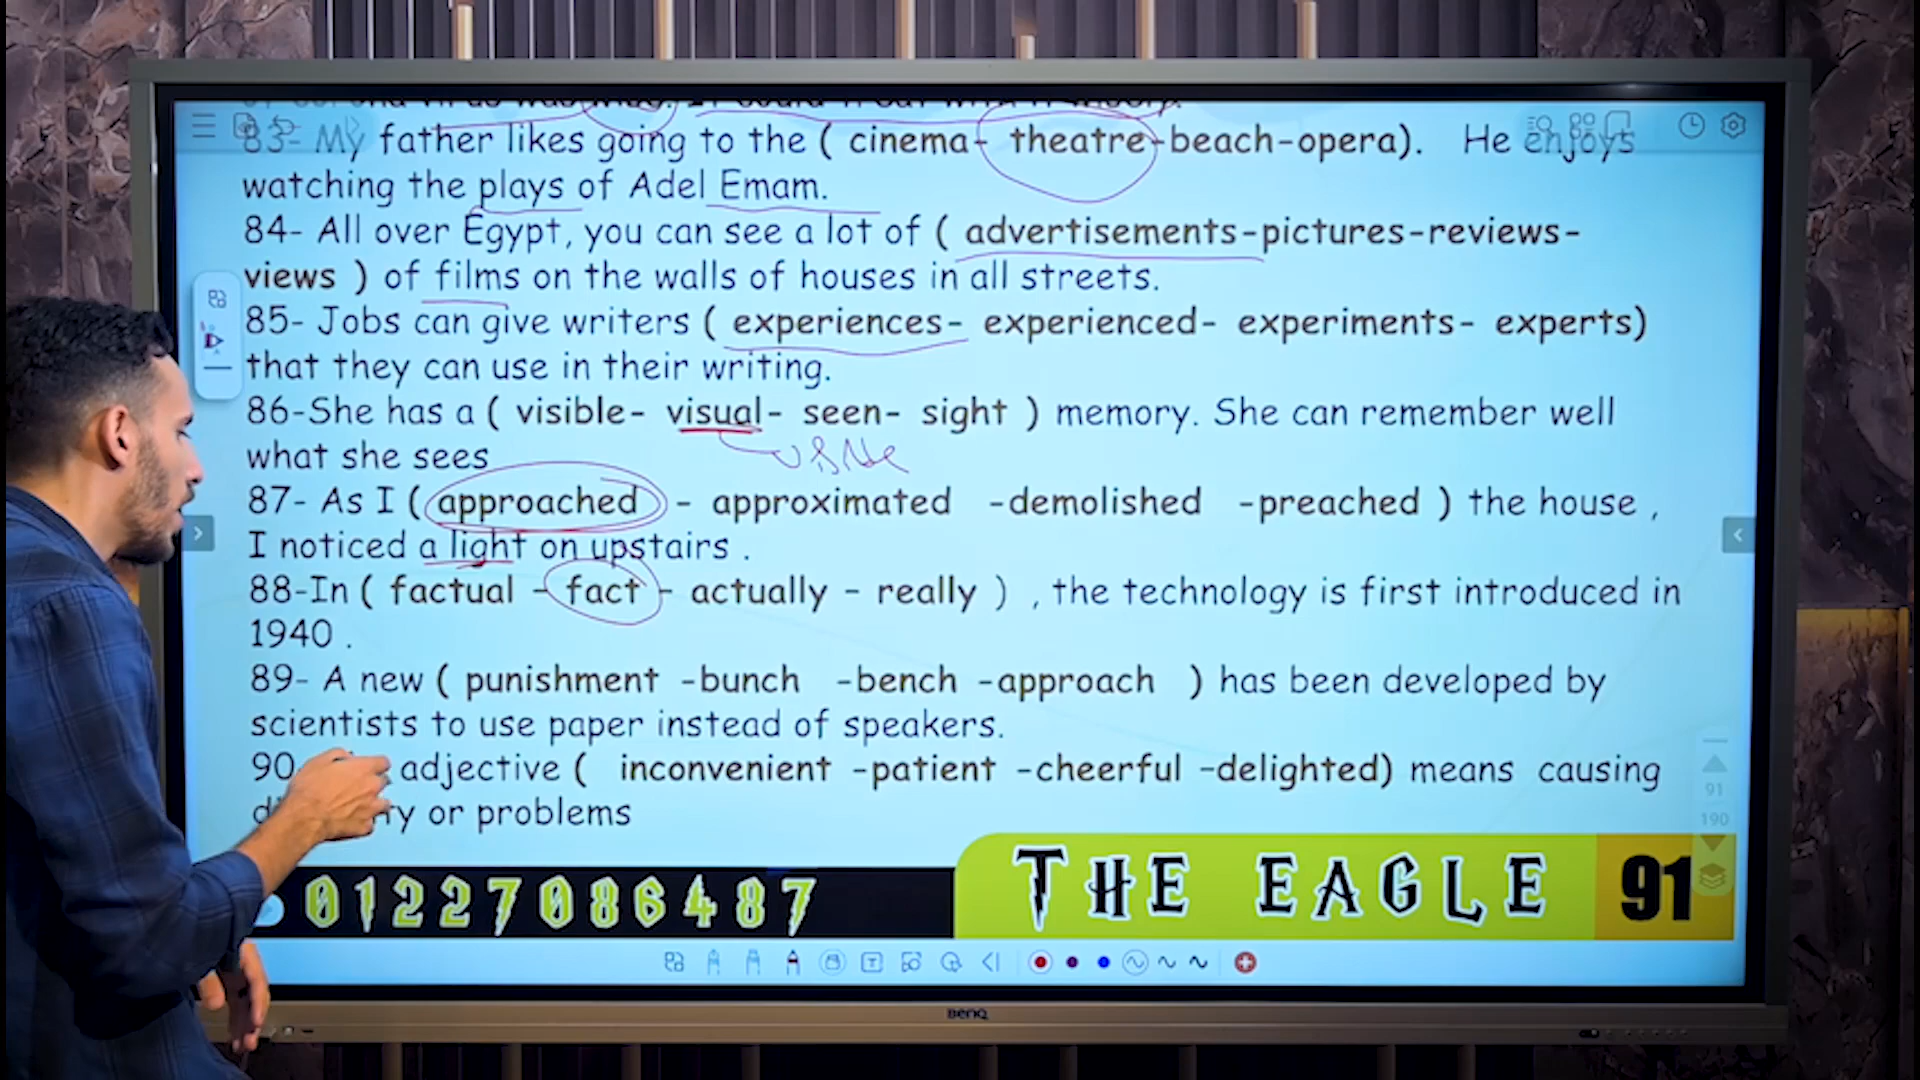 83- My father likes going to the ( cinema- theatre-beach-opera). He enjoys
watching the plays of Adel Emam.
84- All over Egypt, you can see a lot of ( advertisements-pictures-reviews-
views ) of films on the walls of houses in all streets.
85- Jobs can give writers ( experiences- experienced- experiments- experts)
that they can use in their writing.
86-She has a ( visible- visual- seen- sight ) memory. She can remember well
what she sees
87- As I ( approached - approximated -demolished -preached ) the house ,
I noticed a light on upstairs .
88-In ( factual - fact - actually - really ) , the technology is first introduced in
1940 .
89- A new ( punishment -bunch -bench -approach ) has been developed by
scientists to use paper instead of speakers.
90 adjective ( inconvenient -patient -cheerful -delighted) means causing
or problems
91
190
01227086487
THE EAGLE 91
BenQ